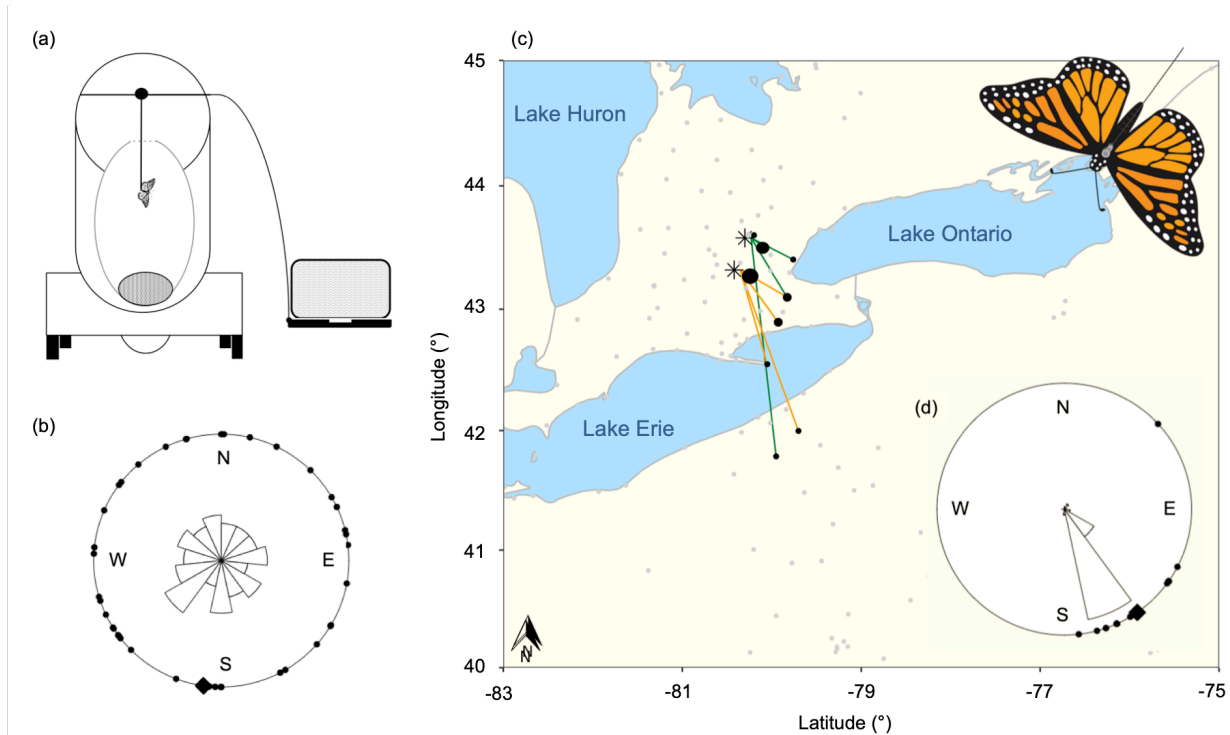 (a)
(b)
N
W
E
S
(c)
45
44
43
42
41
40
Longitude (°)
Lake Huron
Lake Ontario
Lake Erie
N
N
-83
-81
-79
-77
-75
Latitude (°)
(d)
N
W
E
S